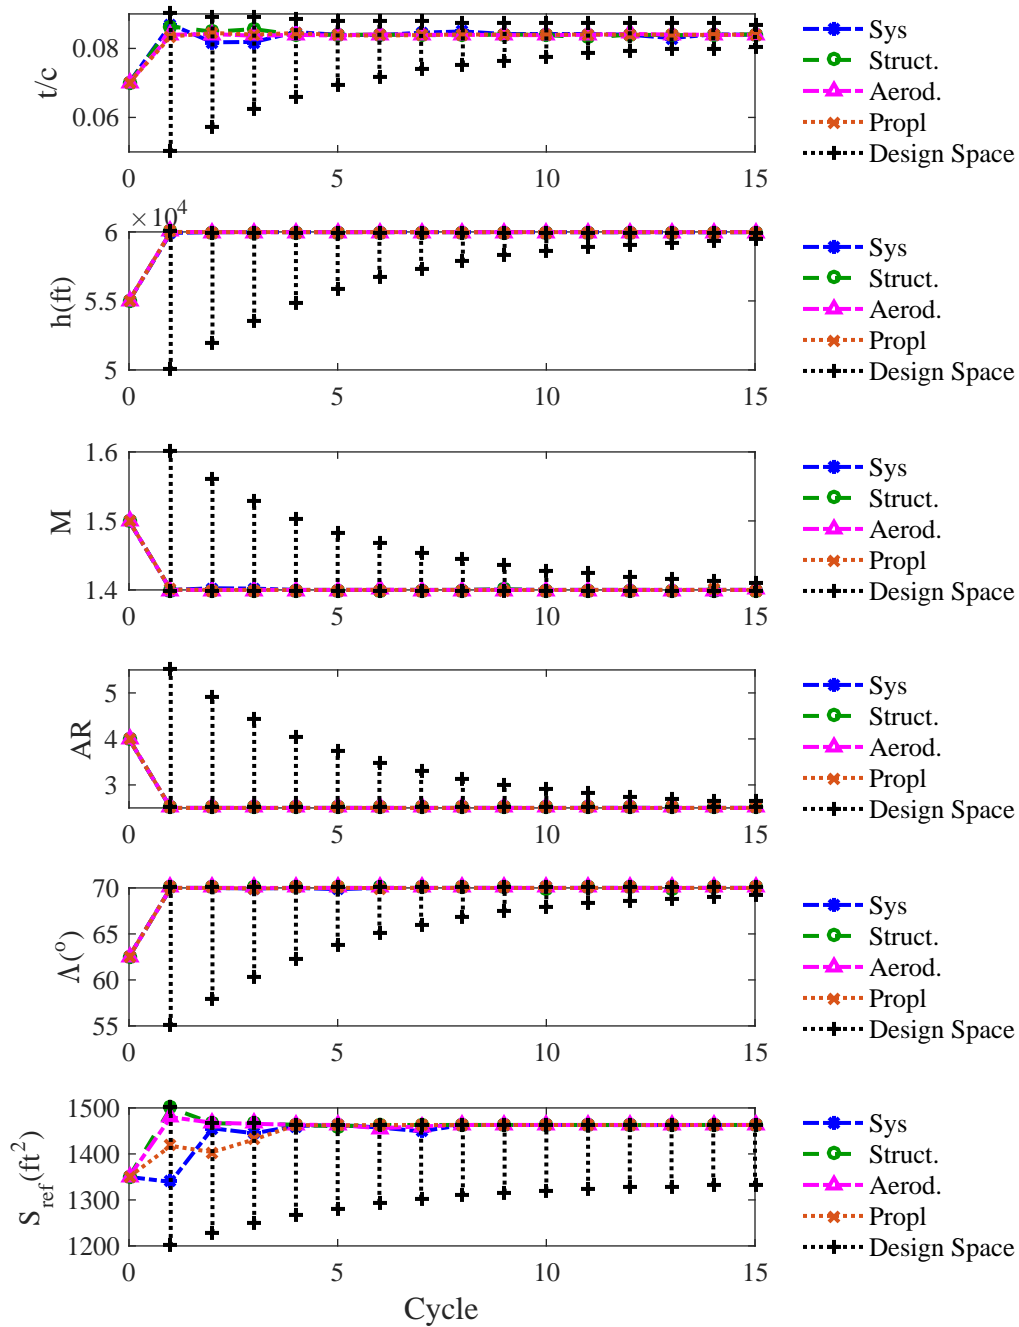 0.08
0.06
t/c
0 5 10 15
Sys
Struct.
Aerod.
Propl
Design Space
×10⁴
6
5.5
5
h(ft)
0 5 10 15
Sys
Struct.
Aerod.
Propl
Design Space
1.6
1.5
1.4
M
0 5 10 15
Sys
Struct.
Aerod.
Propl
Design Space
5
4
3
AR
0 5 10 15
Sys
Struct.
Aerod.
Propl
Design Space
70
65
60
55
Λ(º)
0 5 10 15
Sys
Struct.
Aerod.
Propl
Design Space
1500
1400
1300
1200
S_ref(ft²)
0 5 10 15
Sys
Struct.
Aerod.
Propl
Design Space
Cycle